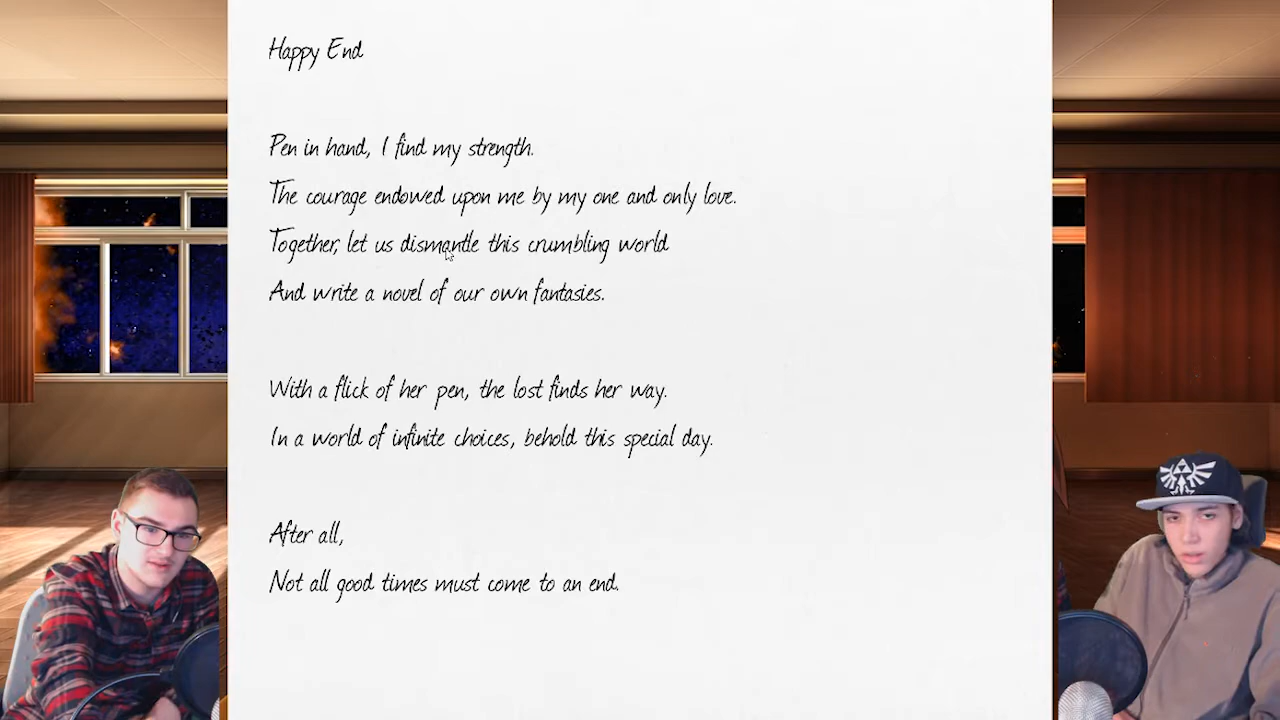 Happy End
Pen in hand, I find my strength.
The courage endowed upon me by my one and only love.
Together, let us dismantle this crumbling world
And write a novel of our own fantasies.
With a flick of her pen, the lost finds her way.
In a world of infinite choices, behold this special day.
After all,
Not all good times must come to an end.